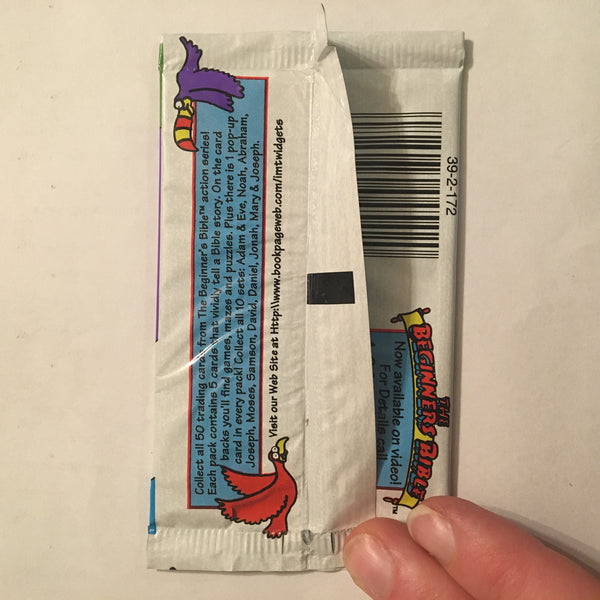 Collect all 50 trading cards from The Beginner's Bible™ action series!
Each pack contains 5 cards that vividly tell a Bible story. On the card
backs you'll find games, mazes and puzzles. Plus there is 1 pop-up
card in every pack! Collect all 10 sets: Adam & Eve, Noah, Abraham,
Joseph, Moses, Samson, David, Daniel, Jonah, Mary & Joseph.
Visit our Web Site at Http:\\www.bookpageweb.com/imtwidgets
39-2-172
THE
BEGINNERS BIBLE
™
Now available on video!
For Details call: